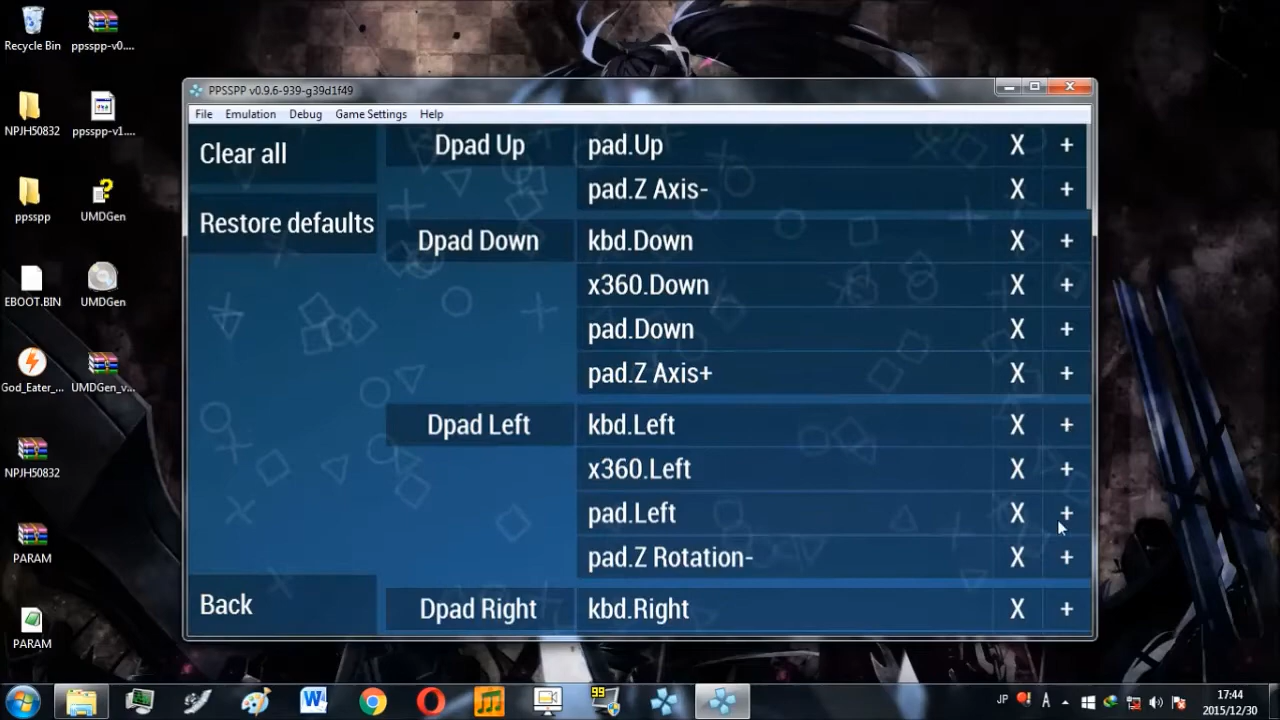 Recycle Bin
ppsspp-v0....
NPJH50832
ppsspp-v1....
ppsspp
UMDGen
EBOOT.BIN
UMDGen
God_Eater_...
UMDGen_v...
NPJH50832
PARAM
PARAM
PPSSPP v0.9.6-939-g39d1f49
File Emulation Debug Game Settings Help
Clear all
Restore defaults
Back
Dpad Up pad.Up X +
pad.Z Axis- X +
Dpad Down kbd.Down X +
x360.Down X +
pad.Down X +
pad.Z Axis+ X +
Dpad Left kbd.Left X +
x360.Left X +
pad.Left X +
pad.Z Rotation- X +
Dpad Right kbd.Right X +
99
JP A
17:44
2015/12/30